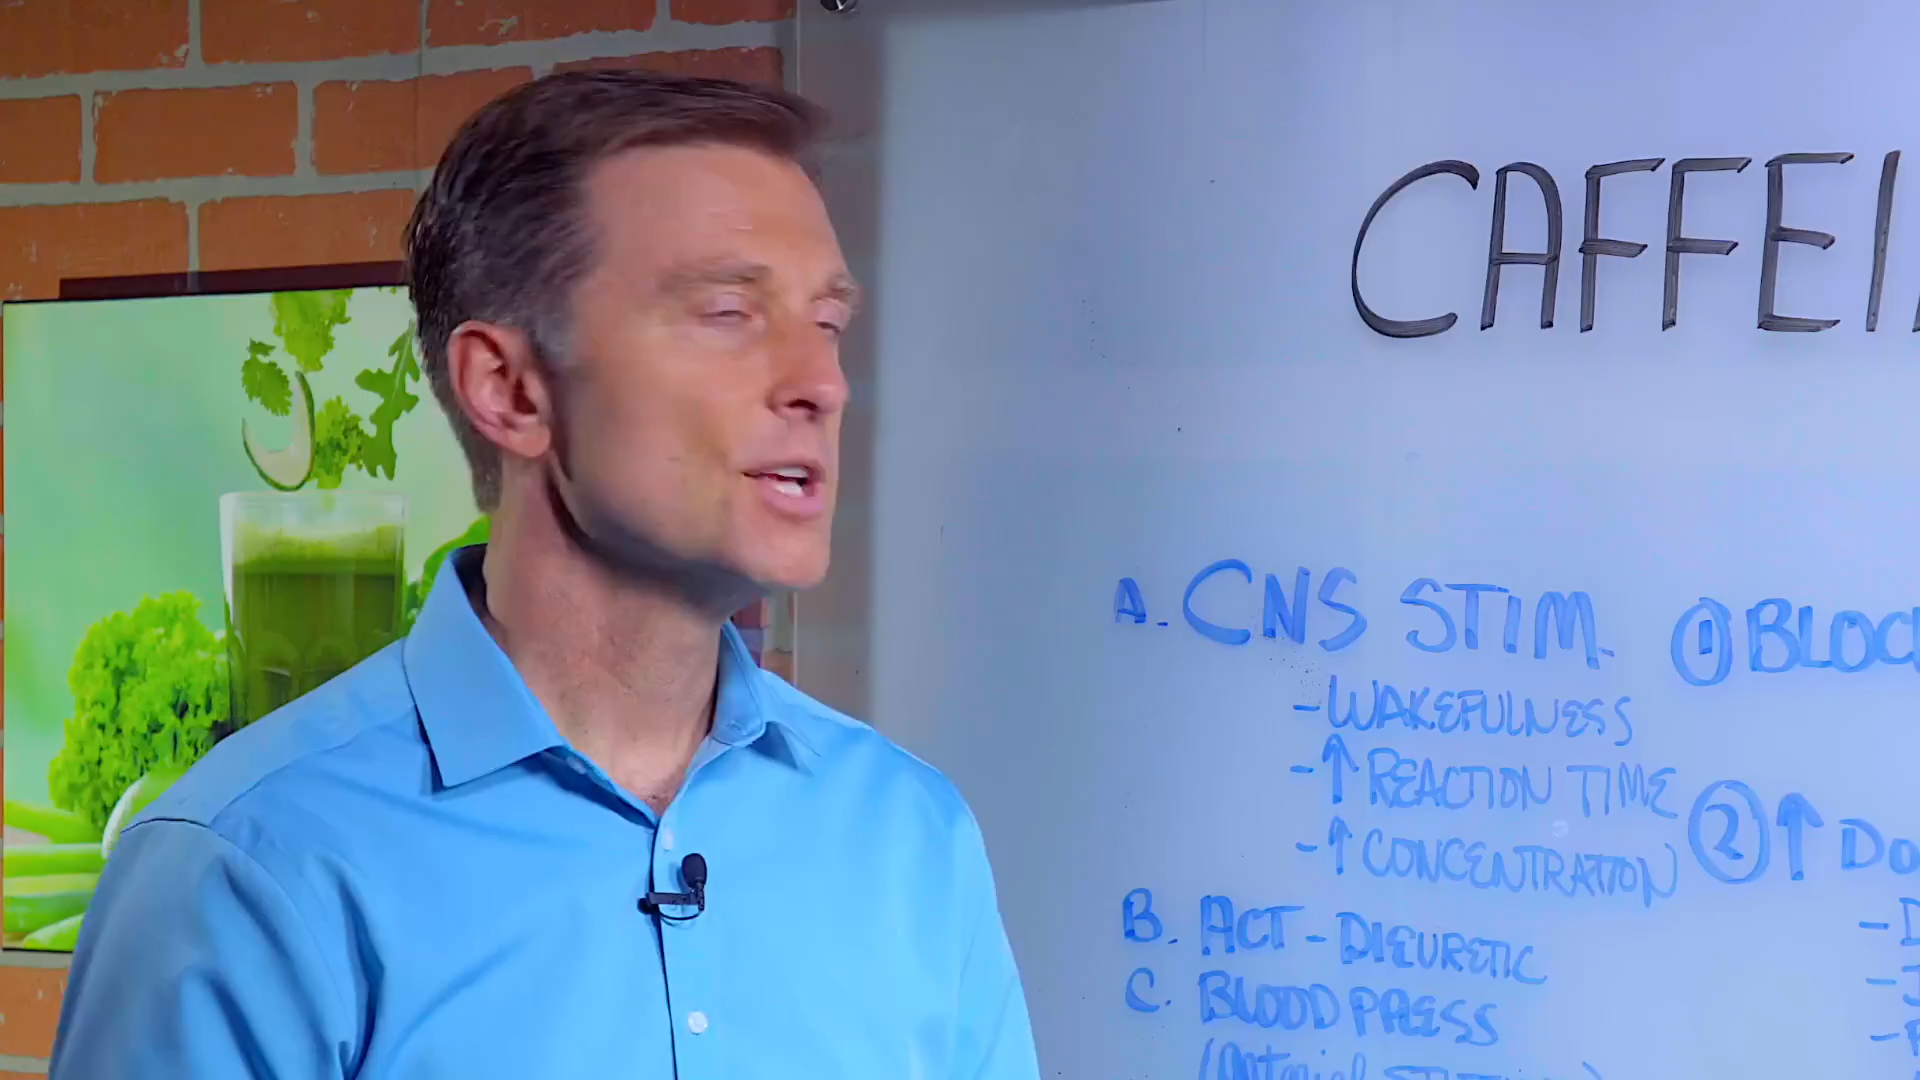 CAFFEI
A. CNS STIM. ① BLOC
- WAKEFULNESS
- ↑ REACTION TIME
- ↑ CONCENTRATION
② ↑ DO
B. ACT - DIEURETIC
C. BLOOD PRESS